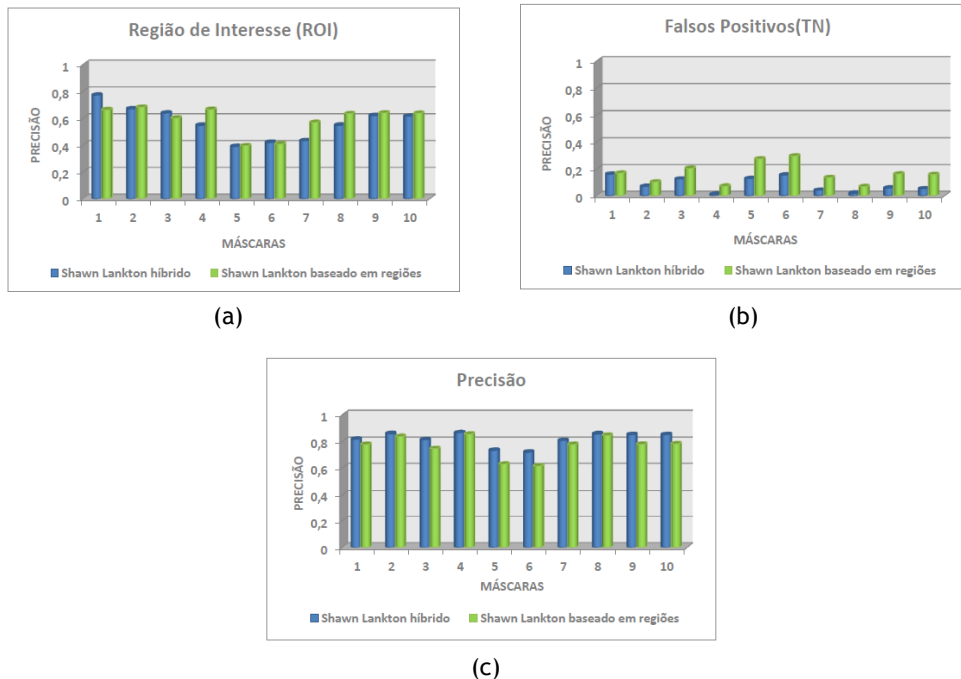 Região de Interesse (ROI)
1
0,8
0,6
0,4
0,2
0
PRECISÃO
1 2 3 4 5 6 7 8 9 10
MÁSCARAS
Shawn Lankton híbrido Shawn Lankton baseado em regiões
(a)
Falsos Positivos(TN)
1
0,8
0,6
0,4
0,2
0
PRECISÃO
1 2 3 4 5 6 7 8 9 10
MÁSCARAS
Shawn Lankton híbrido Shawn Lankton baseado em regiões
(b)
Precisão
1
0,8
0,6
0,4
0,2
0
PRECISÃO
1 2 3 4 5 6 7 8 9 10
MÁSCARAS
Shawn Lankton híbrido Shawn Lankton baseado em regiões
(c)